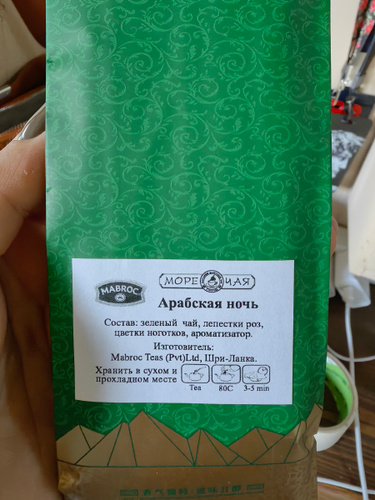 MABROC
МОРЕ ЧАЯ
Арабская ночь
Состав: зеленый чай, лепестки роз,
цветки ноготков, ароматизатор.
Изготовитель:
Mabroc Teas (Pvt)Ltd, Шри-Ланка.
Хранить в сухом и
прохладном месте
Tea 80C 3-5 min